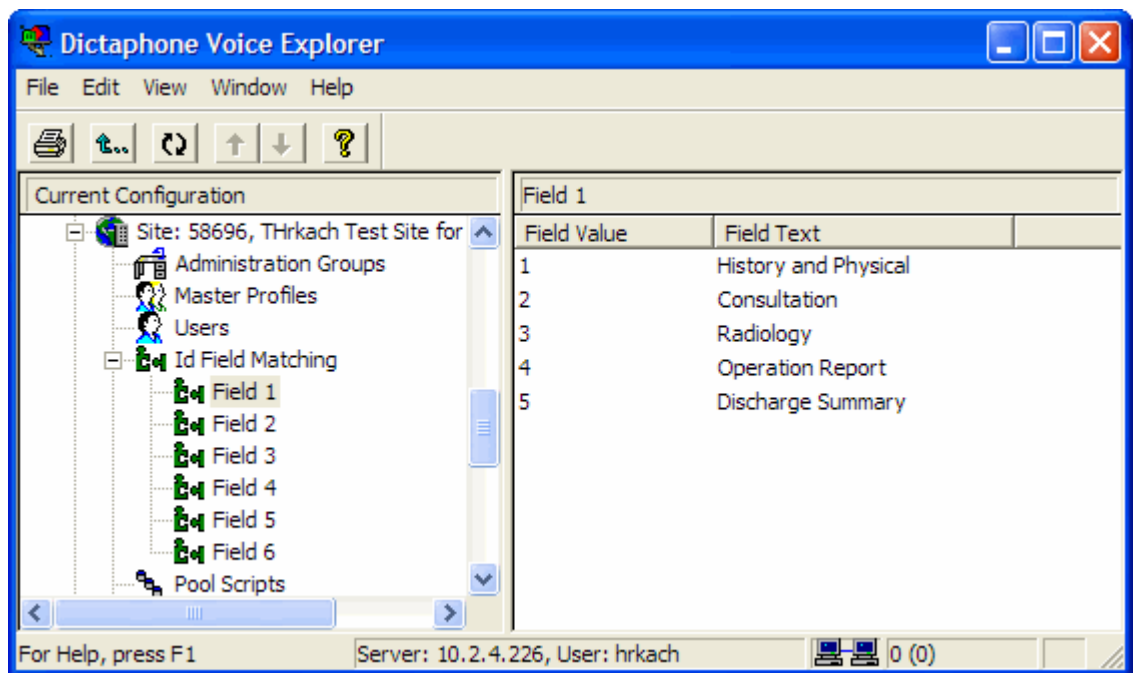 Dictaphone Voice Explorer
File Edit View Window Help
Current Configuration
Site: 58696, THrkach Test Site for
Administration Groups
Master Profiles
Users
Id Field Matching
Field 1
Field 2
Field 3
Field 4
Field 5
Field 6
Pool Scripts
Field 1
Field Value Field Text
1 History and Physical
2 Consultation
3 Radiology
4 Operation Report
5 Discharge Summary
For Help, press F1 Server: 10.2.4.226, User: hrkach 0 (0)